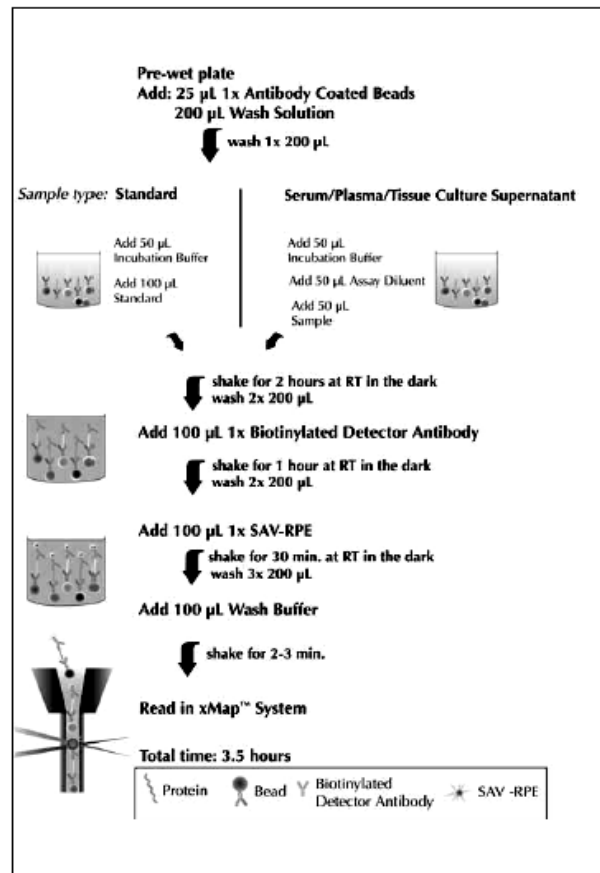 Pre-wet plate
Add: 25 µL 1x Antibody Coated Beads
200 µL Wash Solution
wash 1x 200 µL
Sample type: Standard
Add 50 µL
Incubation Buffer
Add 100 µL
Standard
Serum/Plasma/Tissue Culture Supernatant
Add 50 µL
Incubation Buffer
Add 50 µL Assay Diluent
Add 50 µL
Sample
shake for 2 hours at RT in the dark
wash 2x 200 µL
Add 100 µL 1x Biotinylated Detector Antibody
shake for 1 hour at RT in the dark
wash 2x 200 µL
Add 100 µL 1x SAV-RPE
shake for 30 min. at RT in the dark
wash 3x 200 µL
Add 100 µL Wash Buffer
shake for 2-3 min.
Read in xMap™ System
Total time: 3.5 hours
Protein
Bead
Biotinylated
Detector Antibody
SAV -RPE